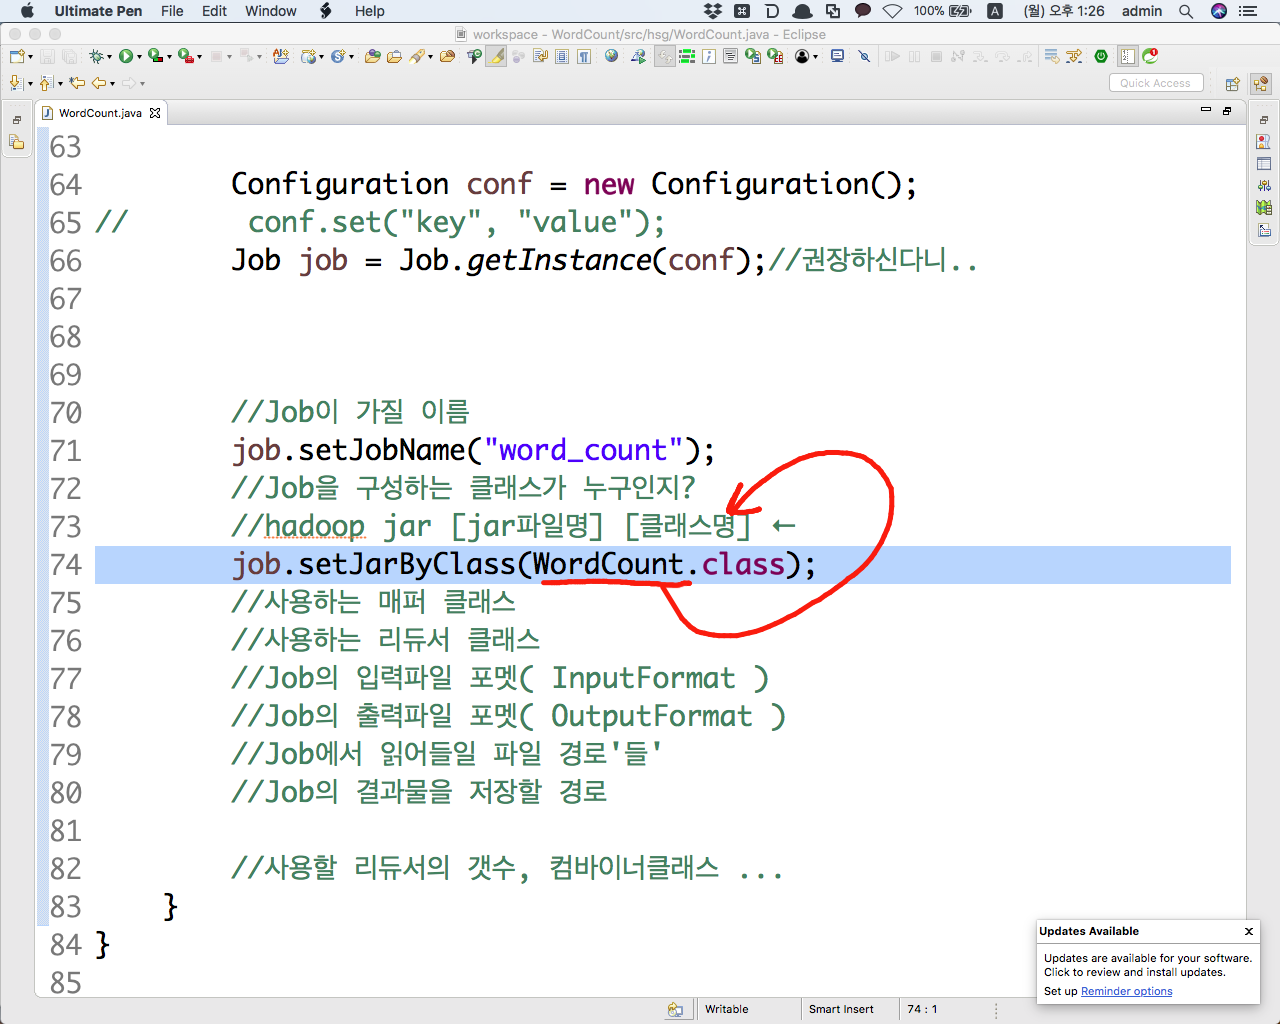 Ultimate Pen File Edit Window Help 100% A (월) 오후 1:26 admin
workspace - WordCount/src/hsg/WordCount.java - Eclipse
Quick Access
WordCount.java
63
64 Configuration conf = new Configuration();
65 // conf.set("key", "value");
66 Job job = Job.getInstance(conf);//권장하신다니..
67
68
69
70 //Job이 가질 이름
71 job.setJobName("word_count");
72 //Job을 구성하는 클래스가 누구인지?
73 //hadoop jar [jar파일명] [클래스명] ←
74 job.setJarByClass(WordCount.class);
75 //사용하는 매퍼 클래스
76 //사용하는 리듀서 클래스
77 //Job의 입력파일 포멧( InputFormat )
78 //Job의 출력파일 포멧( OutputFormat )
79 //Job에서 읽어들일 파일 경로'들'
80 //Job의 결과물을 저장할 경로
81
82 //사용할 리듀서의 갯수, 컴바이너클래스 ...
83 }
84 }
85
Updates Available
Updates are available for your software.
Click to review and install updates.
Set up Reminder options
Writable Smart Insert 74 : 1